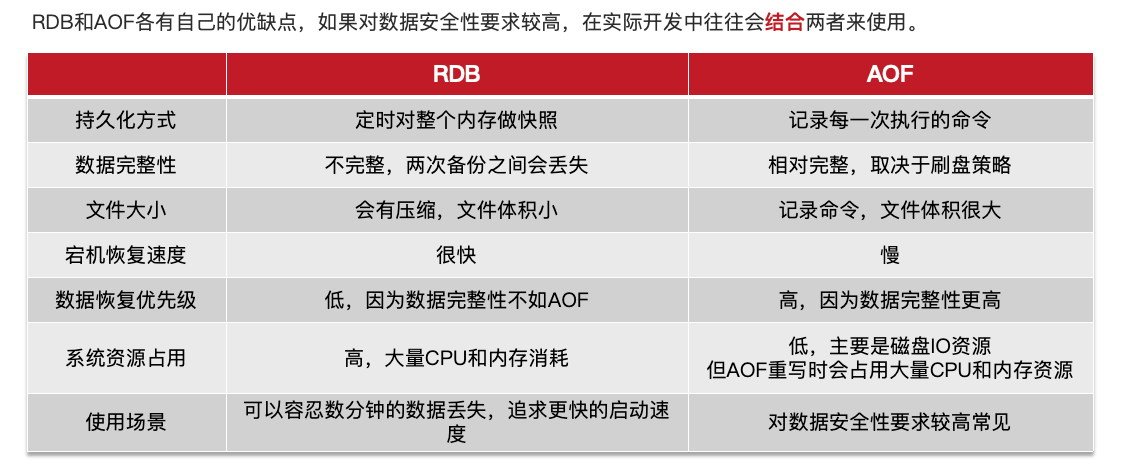 RDB和AOF各有自己的优缺点，如果对数据安全性要求较高，在实际开发中往往会结合两者来使用。
RDB AOF
持久化方式 定时对整个内存做快照 记录每一次执行的命令
数据完整性 不完整，两次备份之间会丢失 相对完整，取决于刷盘策略
文件大小 会有压缩，文件体积小 记录命令，文件体积很大
宕机恢复速度 很快 慢
数据恢复优先级 低，因为数据完整性不如AOF 高，因为数据完整性更高
系统资源占用 高，大量CPU和内存消耗 低，主要是磁盘IO资源
但AOF重写时会占用大量CPU和内存资源
使用场景 可以容忍数分钟的数据丢失，追求更快的启动速
度 对数据安全性要求较高常见